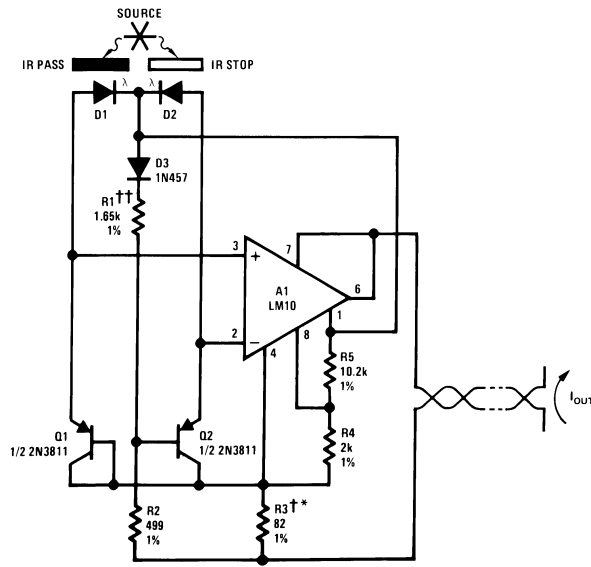 SOURCE
IR PASS
IR STOP
λ
λ
D1
D2
D3
1N457
R1††
1.65k
1%
3
+
7
A1
LM10
6
1
2
−
4
8
R5
10.2k
1%
IOUT
Q1
1/2 2N3811
Q2
1/2 2N3811
R4
2k
1%
R2
499
1%
R3†*
82
1%